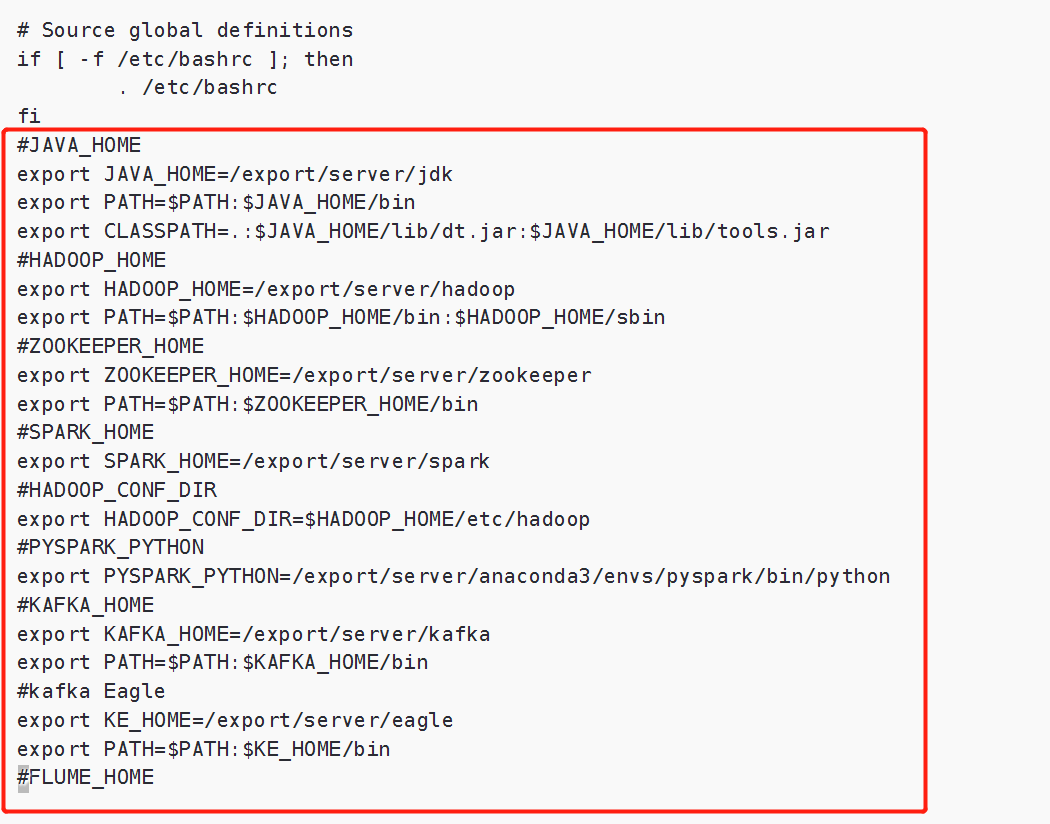 # Source global definitions
if [ -f /etc/bashrc ]; then
        . /etc/bashrc
fi
#JAVA_HOME
export JAVA_HOME=/export/server/jdk
export PATH=$PATH:$JAVA_HOME/bin
export CLASSPATH=.:$JAVA_HOME/lib/dt.jar:$JAVA_HOME/lib/tools.jar
#HADOOP_HOME
export HADOOP_HOME=/export/server/hadoop
export PATH=$PATH:$HADOOP_HOME/bin:$HADOOP_HOME/sbin
#ZOOKEEPER_HOME
export ZOOKEEPER_HOME=/export/server/zookeeper
export PATH=$PATH:$ZOOKEEPER_HOME/bin
#SPARK_HOME
export SPARK_HOME=/export/server/spark
#HADOOP_CONF_DIR
export HADOOP_CONF_DIR=$HADOOP_HOME/etc/hadoop
#PYSPARK_PYTHON
export PYSPARK_PYTHON=/export/server/anaconda3/envs/pyspark/bin/python
#KAFKA_HOME
export KAFKA_HOME=/export/server/kafka
export PATH=$PATH:$KAFKA_HOME/bin
#kafka Eagle
export KE_HOME=/export/server/eagle
export PATH=$PATH:$KE_HOME/bin
#FLUME_HOME